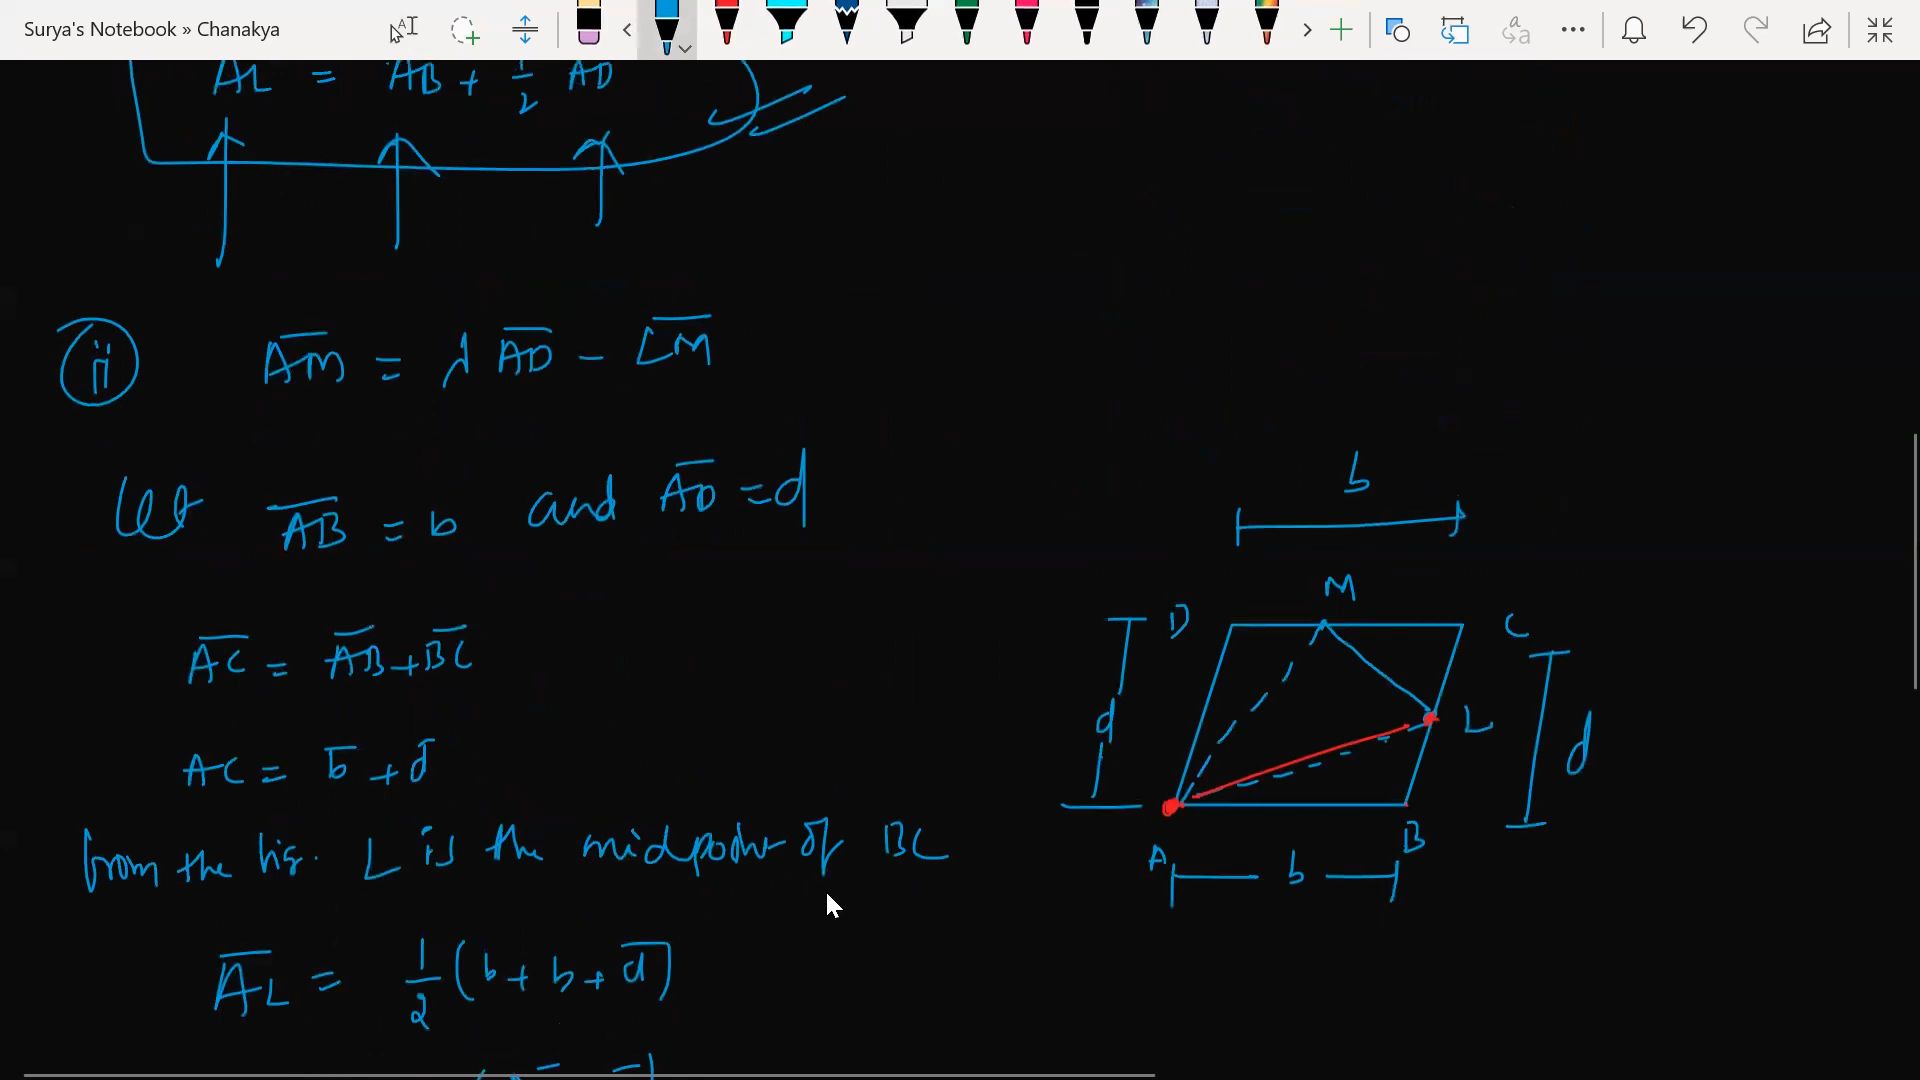 Surya's Notebook » Chanakya
AL = AB + 1/2 AD
ii AM = λ AD - LM
let AB = b and AD = d
AC = AB + BC
AC = b + d
from the fig. L is the midpoint of BC
AL = 1/2 (b + b + d)
b
M
D
C
d
L
d
A
B
b